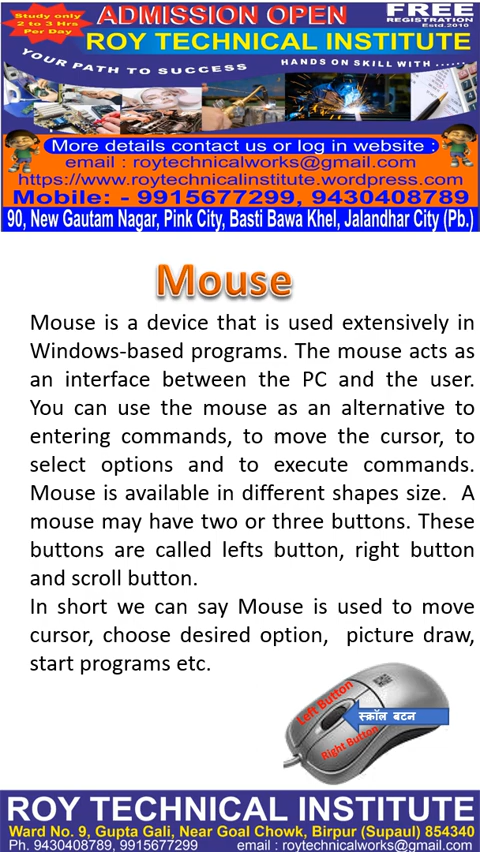 Study only
2 to 3 Hrs
Per Day
ADMISSION OPEN
FREE
REGISTRATION
Estd.2010
ROY TECHNICAL INSTITUTE
YOUR PATH TO SUCCESS
HANDS ON SKILL WITH ......
More details contact us or log in website :
email : roytechnicalworks@gmail.com
https://www.roytechnicalinstitute.wordpress.com
Mobile: - 9915677299, 9430408789
90, New Gautam Nagar, Pink City, Basti Bawa Khel, Jalandhar City (Pb.)
Mouse
Mouse is a device that is used extensively in
Windows-based programs. The mouse acts as
an interface between the PC and the user.
You can use the mouse as an alternative to
entering commands, to move the cursor, to
select options and to execute commands.
Mouse is available in different shapes size. A
mouse may have two or three buttons. These
buttons are called lefts button, right button
and scroll button.
In short we can say Mouse is used to move
cursor, choose desired option, picture draw,
start programs etc.
Left Button
स्क्रॉल बटन
Right Button
ROY TECHNICAL INSTITUTE
Ward No. 9, Gupta Gali, Near Goal Chowk, Birpur (Supaul) 854340
Ph. 9430408789, 9915677299 email : roytechnicalworks@gmail.com